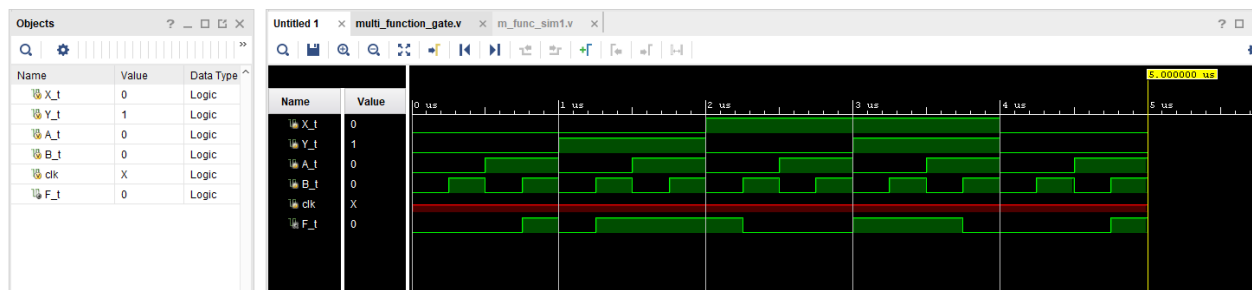 Objects ? _ □ X
»
Name Value Data Type
X_t 0 Logic
Y_t 1 Logic
A_t 0 Logic
B_t 0 Logic
clk X Logic
F_t 0 Logic
Untitled 1 × multi_function_gate.v × m_func_sim1.v × ? □
5.000000 us
Name Value 0 us 1 us 2 us 3 us 4 us 5 us
X_t 0
Y_t 1
A_t 0
B_t 0
clk X
F_t 0